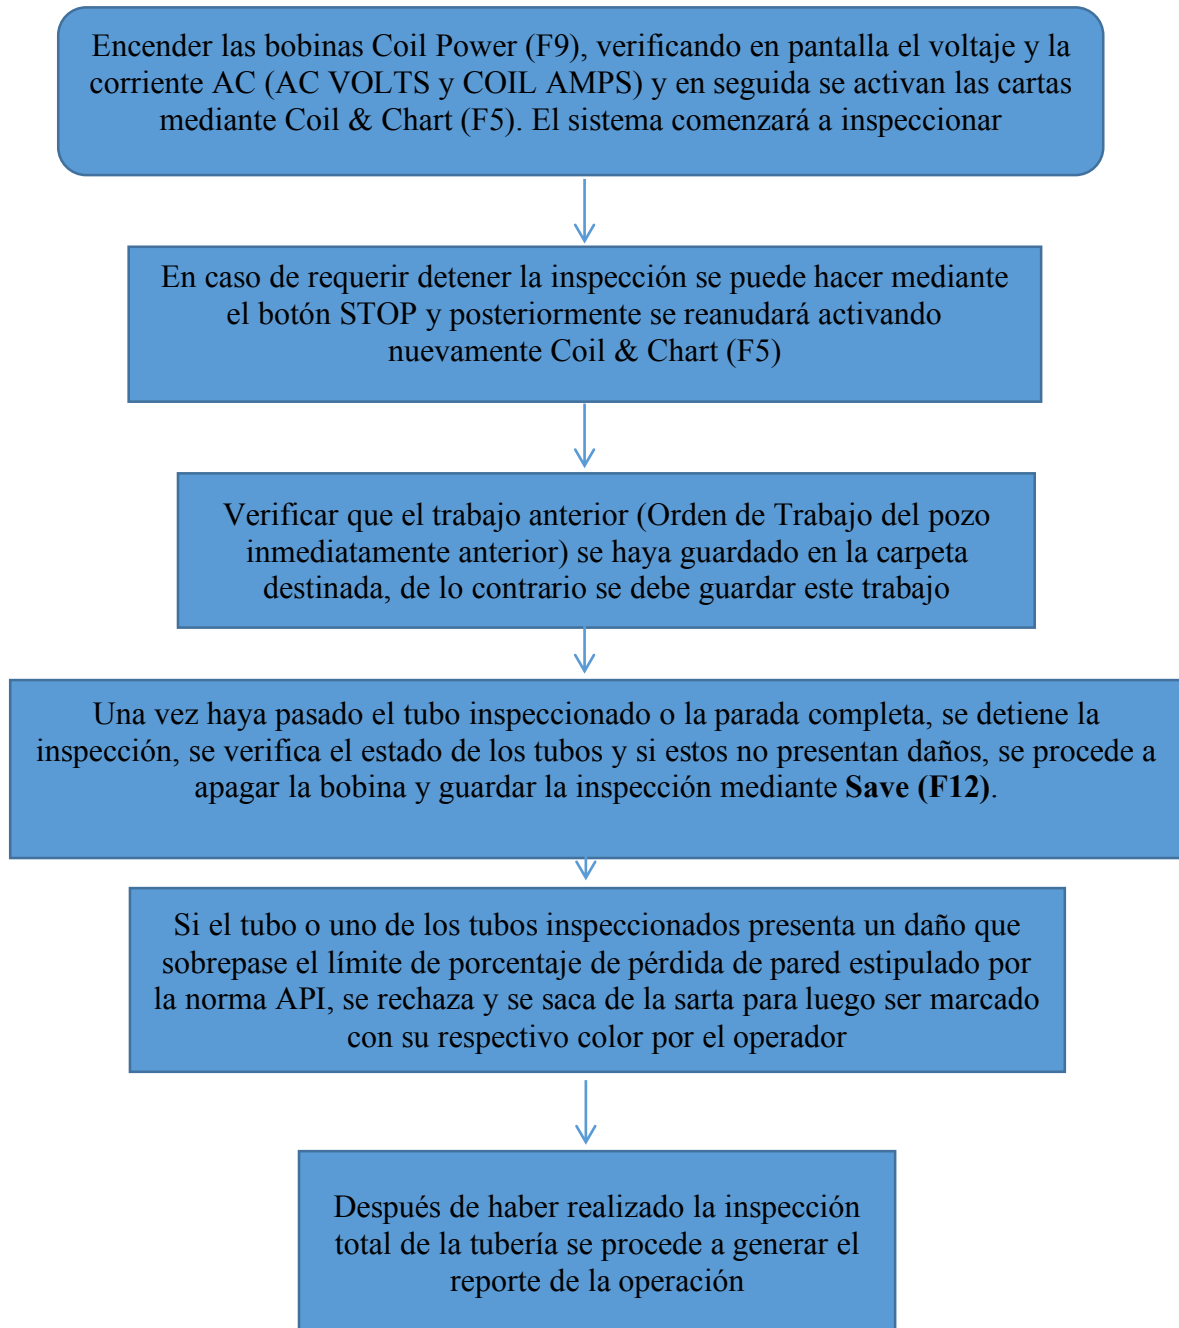 Encender las bobinas Coil Power (F9), verificando en pantalla el voltaje y la
corriente AC (AC VOLTS y COIL AMPS) y en seguida se activan las cartas
mediante Coil & Chart (F5). El sistema comenzará a inspeccionar
En caso de requerir detener la inspección se puede hacer mediante
el botón STOP y posteriormente se reanudará activando
nuevamente Coil & Chart (F5)
Verificar que el trabajo anterior (Orden de Trabajo del pozo
inmediatamente anterior) se haya guardado en la carpeta
destinada, de lo contrario se debe guardar este trabajo
Una vez haya pasado el tubo inspeccionado o la parada completa, se detiene la
inspección, se verifica el estado de los tubos y si estos no presentan daños, se procede a
apagar la bobina y guardar la inspección mediante Save (F12).
Si el tubo o uno de los tubos inspeccionados presenta un daño que
sobrepase el límite de porcentaje de pérdida de pared estipulado por
la norma API, se rechaza y se saca de la sarta para luego ser marcado
con su respectivo color por el operador
Después de haber realizado la inspección
total de la tubería se procede a generar el
reporte de la operación